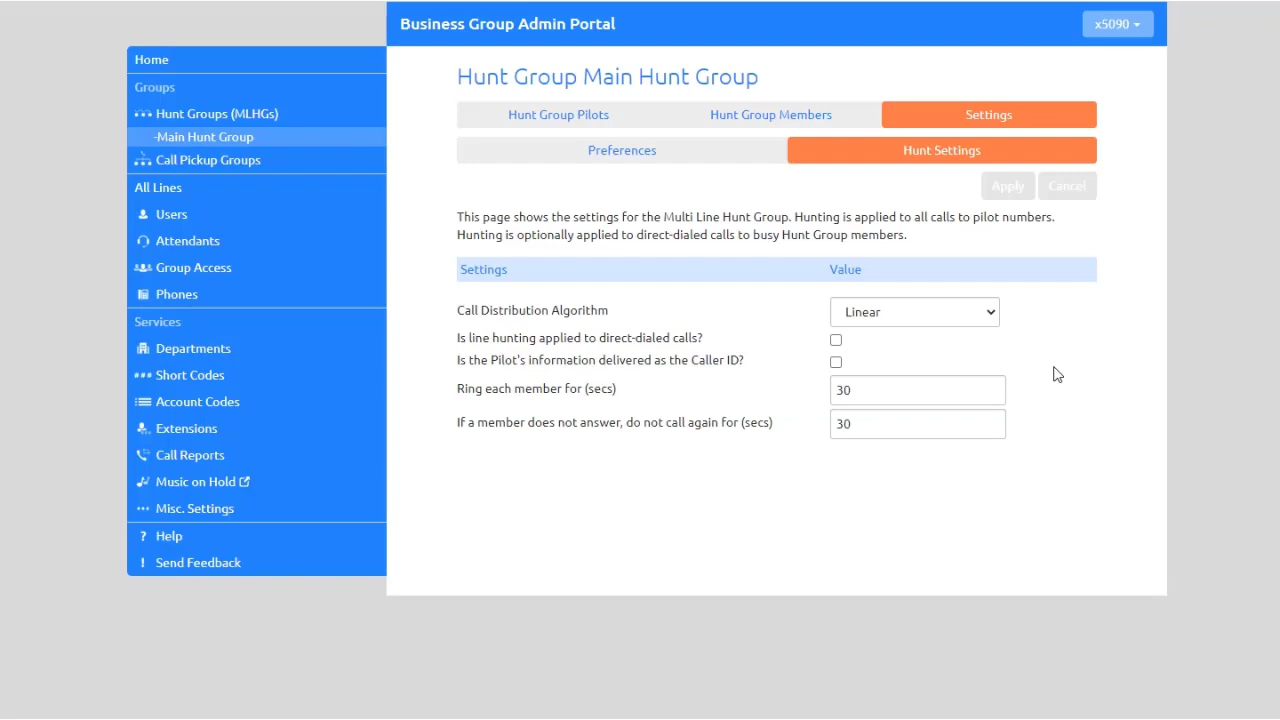 Business Group Admin Portal
x5090
Home
Groups
Hunt Groups (MLHGs)
-Main Hunt Group
Call Pickup Groups
All Lines
Users
Attendants
Group Access
Phones
Services
Departments
### Short Codes
Account Codes
Extensions
Call Reports
Music on Hold
Misc. Settings
? Help
! Send Feedback
Hunt Group Main Hunt Group
Hunt Group Pilots Hunt Group Members Settings
Preferences Hunt Settings
Apply Cancel
This page shows the settings for the Multi Line Hunt Group. Hunting is applied to all calls to pilot numbers.
Hunting is optionally applied to direct-dialed calls to busy Hunt Group members.
Settings Value
Call Distribution Algorithm Linear
Is line hunting applied to direct-dialed calls?
Is the Pilot's information delivered as the Caller ID?
Ring each member for (secs) 30
If a member does not answer, do not call again for (secs) 30